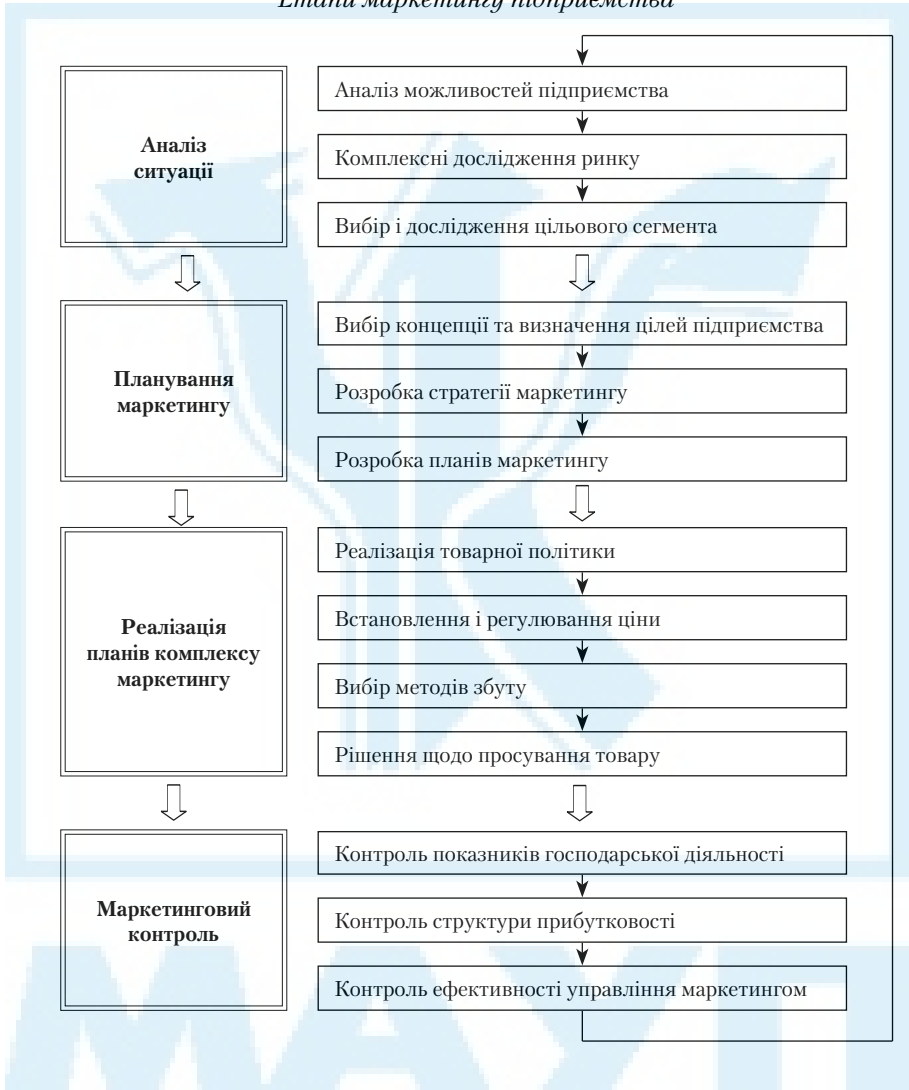 Етапи маркетингу підприємства
Аналіз
ситуації
Аналіз можливостей підприємства
Комплексні дослідження ринку
Вибір і дослідження цільового сегмента
Планування
маркетингу
Вибір концепції та визначення цілей підприємства
Розробка стратегії маркетингу
Розробка планів маркетингу
Реалізація
планів комплексу
маркетингу
Реалізація товарної політики
Встановлення і регулювання ціни
Вибір методів збуту
Рішення щодо просування товару
Маркетинговий
контроль
Контроль показників господарської діяльності
Контроль структури прибутковості
Контроль ефективності управління маркетингом
МАУП